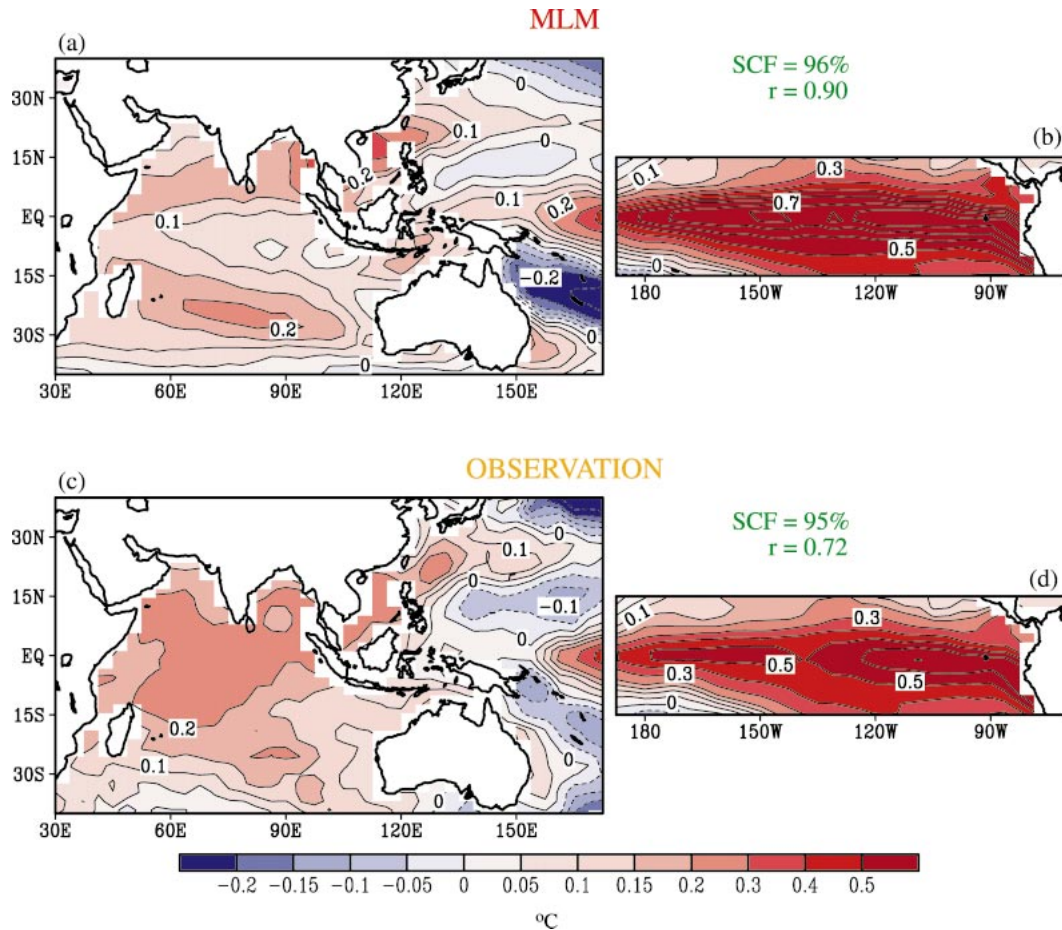 MLM
(a)
SCF = 96%
r = 0.90
30N
0
0.1
0
(b)
15N
0.2
0.1
0.3
0.1
EQ
0.1
0.2
0.7
15S
-0.2
0
0.5
30S
0.2
0
0
180 150W 120W 90W
30E 60E 90E 120E 150E
OBSERVATION
(c)
SCF = 95%
r = 0.72
30N
0
0.1
0
(d)
15N
-0.1
0.1
0.3
EQ
0
0.5
0.3
0.5
15S
0.2
0
30S
0.1
0
0
180 150W 120W 90W
30E 60E 90E 120E 150E
-0.2 -0.15 -0.1 -0.05 0 0.05 0.1 0.15 0.2 0.3 0.4 0.5
ºC